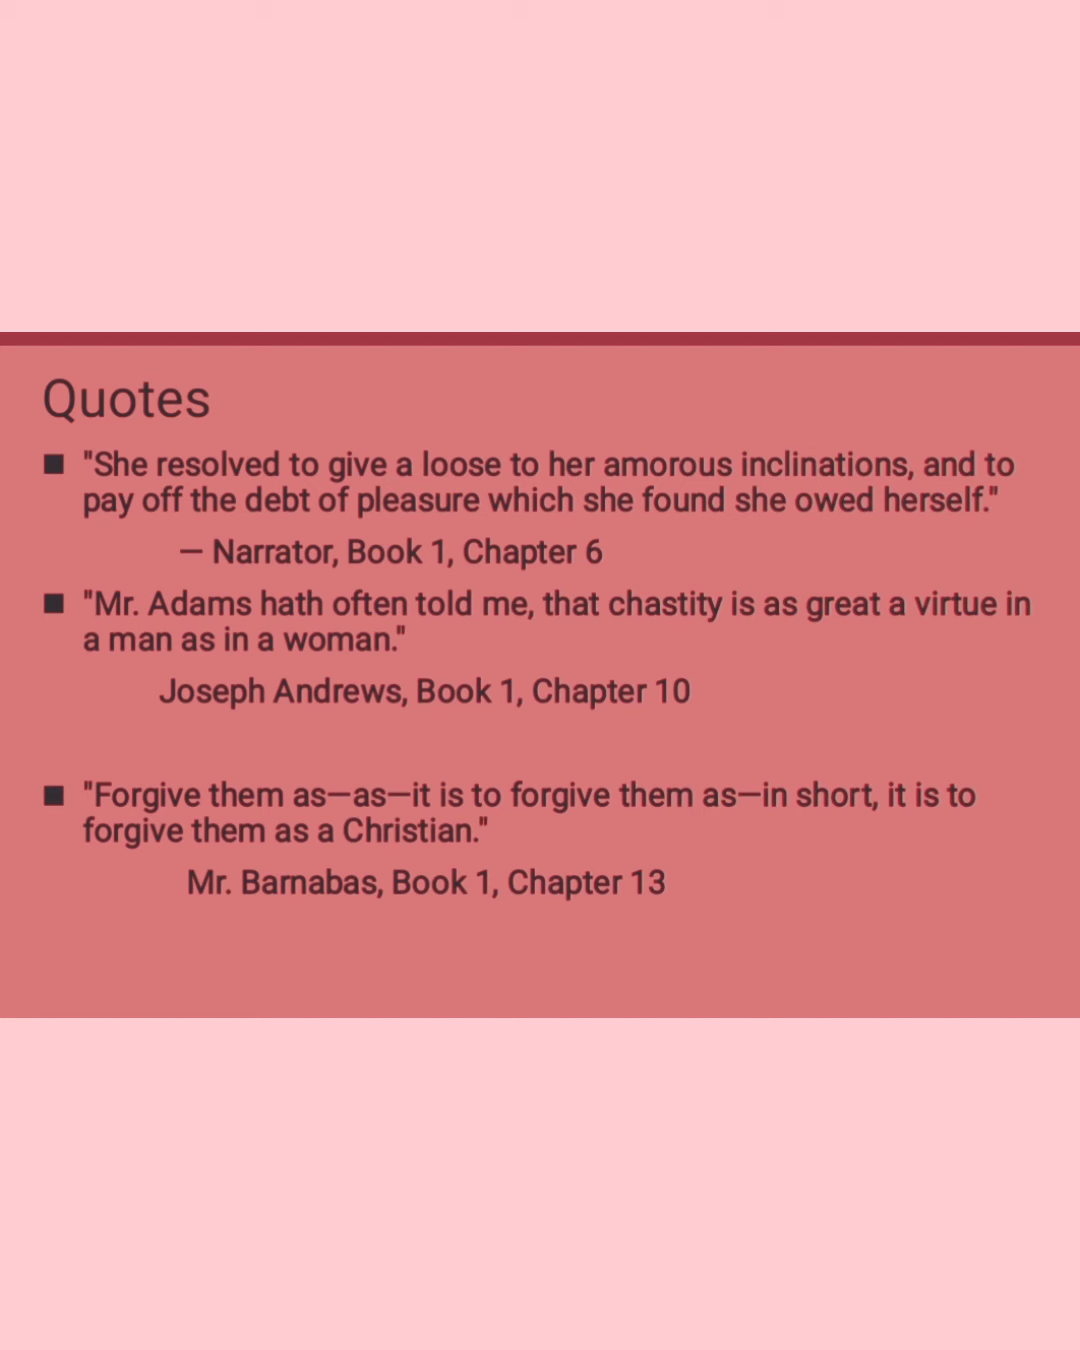 Quotes
■ "She resolved to give a loose to her amorous inclinations, and to
pay off the debt of pleasure which she found she owed herself."
— Narrator, Book 1, Chapter 6
■ "Mr. Adams hath often told me, that chastity is as great a virtue in
a man as in a woman."
Joseph Andrews, Book 1, Chapter 10
■ "Forgive them as—as—it is to forgive them as—in short, it is to
forgive them as a Christian."
Mr. Barnabas, Book 1, Chapter 13